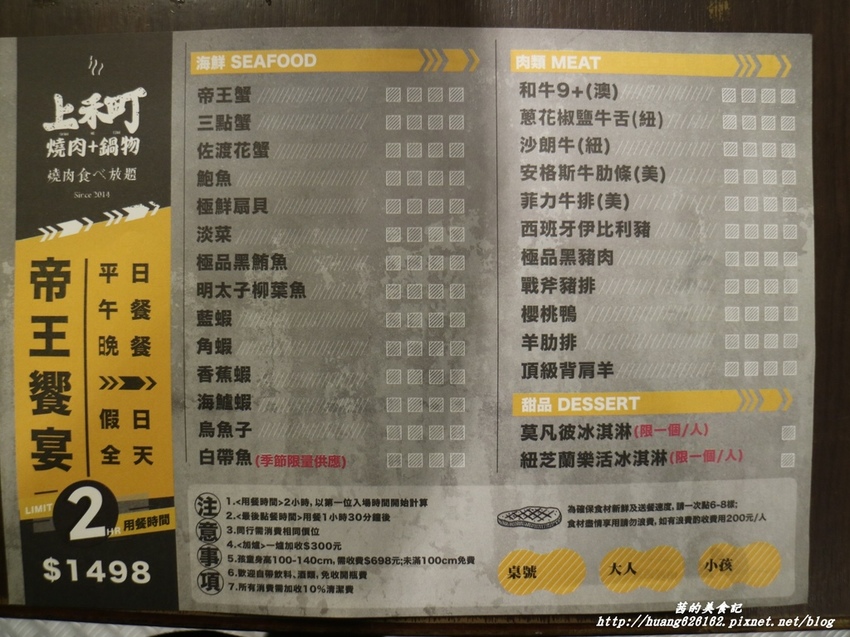 上禾町
燒肉+鍋物
燒肉食べ放題
Since 2014
帝王饗宴
平日
午餐
晚餐
假日
全天
LIMIT
2HR 用餐時間
$1498
海鮮 SEAFOOD
帝王蟹
三點蟹
佐渡花蟹
鮑魚
極鮮扇貝
淡菜
極品黑鮪魚
明太子柳葉魚
藍蝦
角蝦
香蕉蝦
海鱸蝦
烏魚子
白帶魚(季節限量供應)
肉類 MEAT
和牛9+(澳)
蔥花椒鹽牛舌(紐)
沙朗牛(紐)
安格斯牛肋條(美)
菲力牛排(美)
西班牙伊比利豬
極品黑豬肉
戰斧豬排
櫻桃鴨
羊肋排
頂級背肩羊
甜品 DESSERT
莫凡彼冰淇淋(限一個/人)
紐芝蘭樂活冰淇淋(限一個/人)
注意事項
1.<用餐時間>2小時,以第一位入場時間開始計算
2.<最後點餐時間>用餐1小時30分鐘後
3.同行需消費相同價位
4.<加爐>一爐加收$300元
5.孩童身高100-140cm,需收費$698元;未滿100cm免費
6.歡迎自帶飲料、酒類,免收開瓶費
7.所有消費需加收10%清潔費
為確保食材新鮮及送餐速度,請一次點6-8樣;
食材盡情享用請勿浪費,如有浪費酌收費用200元/人
桌號
大人
小孩
茜的美食記
http://huang626162.pixnet.net/blog